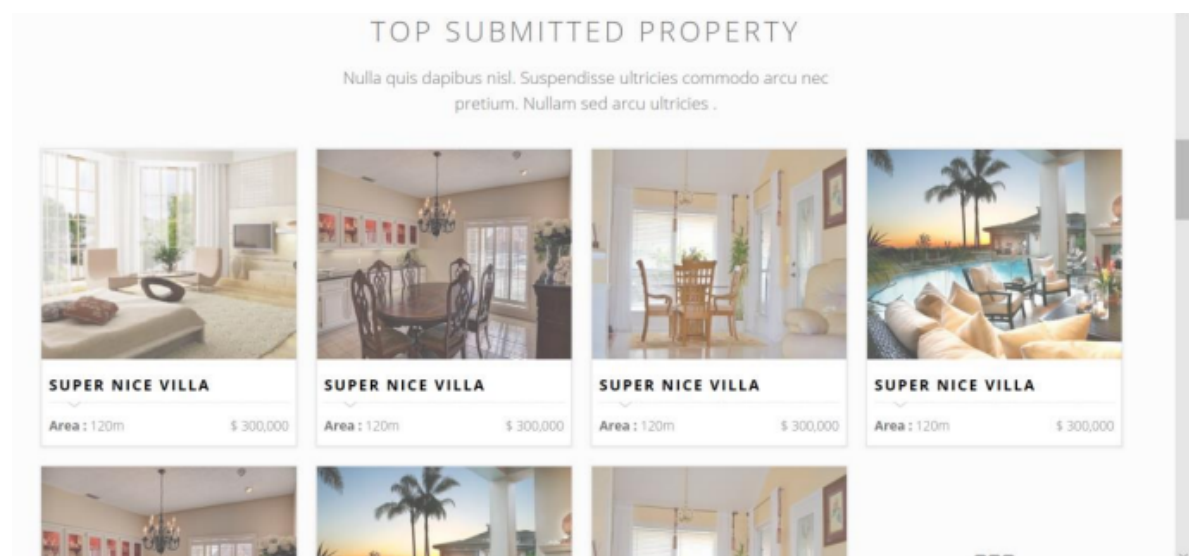 TOP SUBMITTED PROPERTY
Nulla quis dapibus nisl. Suspendisse ultricies commodo arcu nec
pretium. Nullam sed arcu ultricies .
SUPER NICE VILLA
Area : 120m $ 300,000
SUPER NICE VILLA
Area : 120m $ 300,000
SUPER NICE VILLA
Area : 120m $ 300,000
SUPER NICE VILLA
Area : 120m $ 300,000